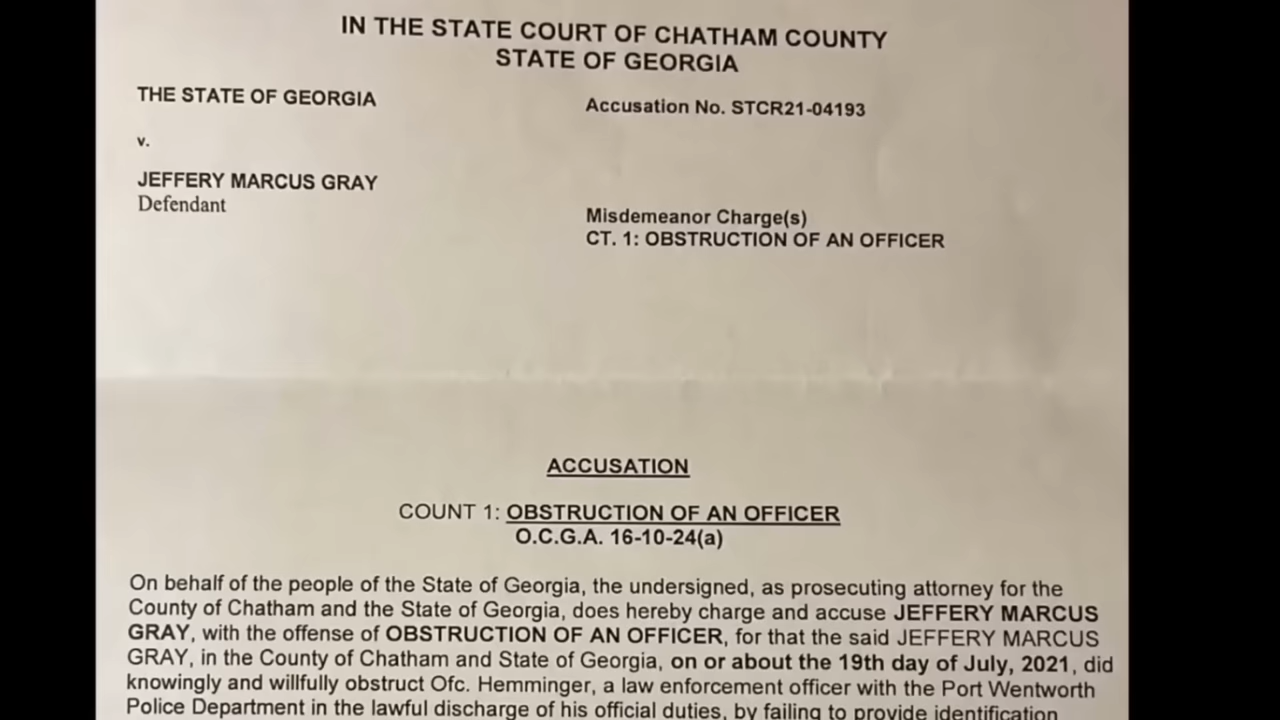 IN THE STATE COURT OF CHATHAM COUNTY
STATE OF GEORGIA
THE STATE OF GEORGIA
Accusation No. STCR21-04193
v.
JEFFERY MARCUS GRAY
Defendant
Misdemeanor Charge(s)
CT. 1: OBSTRUCTION OF AN OFFICER
ACCUSATION
COUNT 1: OBSTRUCTION OF AN OFFICER
O.C.G.A. 16-10-24(a)
On behalf of the people of the State of Georgia, the undersigned, as prosecuting attorney for the
County of Chatham and the State of Georgia, does hereby charge and accuse JEFFERY MARCUS
GRAY, with the offense of OBSTRUCTION OF AN OFFICER, for that the said JEFFERY MARCUS
GRAY, in the County of Chatham and State of Georgia, on or about the 19th day of July, 2021, did
knowingly and willfully obstruct Ofc. Hemminger, a law enforcement officer with the Port Wentworth
Police Department in the lawful discharge of his official duties, by failing to provide identification